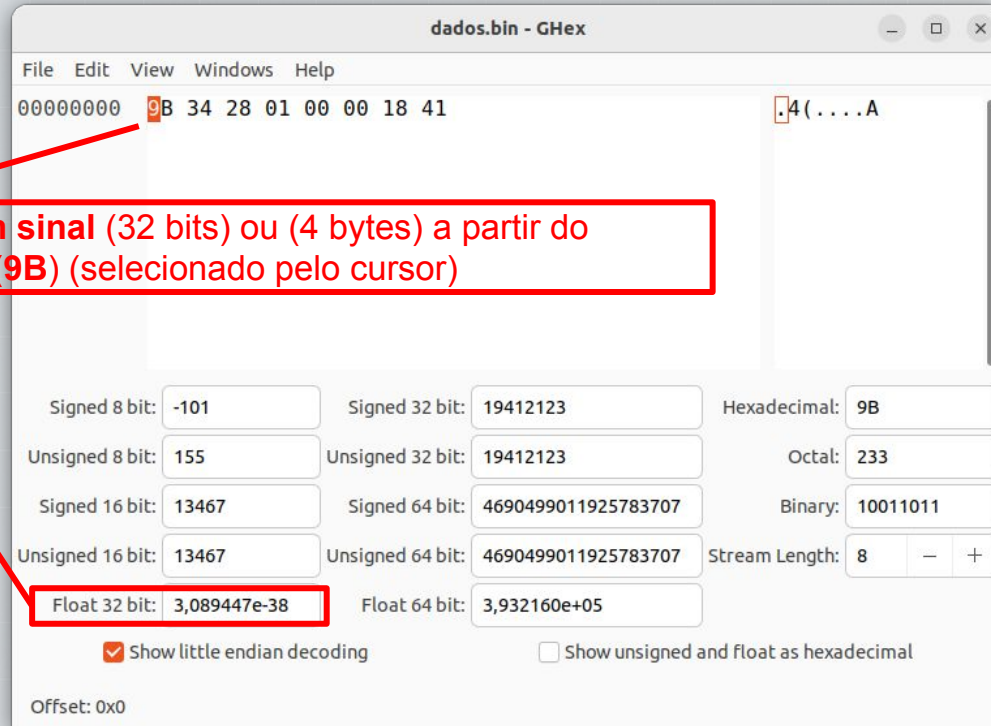 dados.bin - GHex
File Edit View Windows Help
00000000 9B 34 28 01 00 00 18 41 .4(....A
sinal (32 bits) ou (4 bytes) a partir do
9B) (selecionado pelo cursor)
Signed 8 bit: -101 Signed 32 bit: 19412123 Hexadecimal: 9B
Unsigned 8 bit: 155 Unsigned 32 bit: 19412123 Octal: 233
Signed 16 bit: 13467 Signed 64 bit: 4690499011925783707 Binary: 10011011
Unsigned 16 bit: 13467 Unsigned 64 bit: 4690499011925783707 Stream Length: 8 − +
Float 32 bit: 3,089447e-38 Float 64 bit: 3,932160e+05
Show little endian decoding Show unsigned and float as hexadecimal
Offset: 0x0